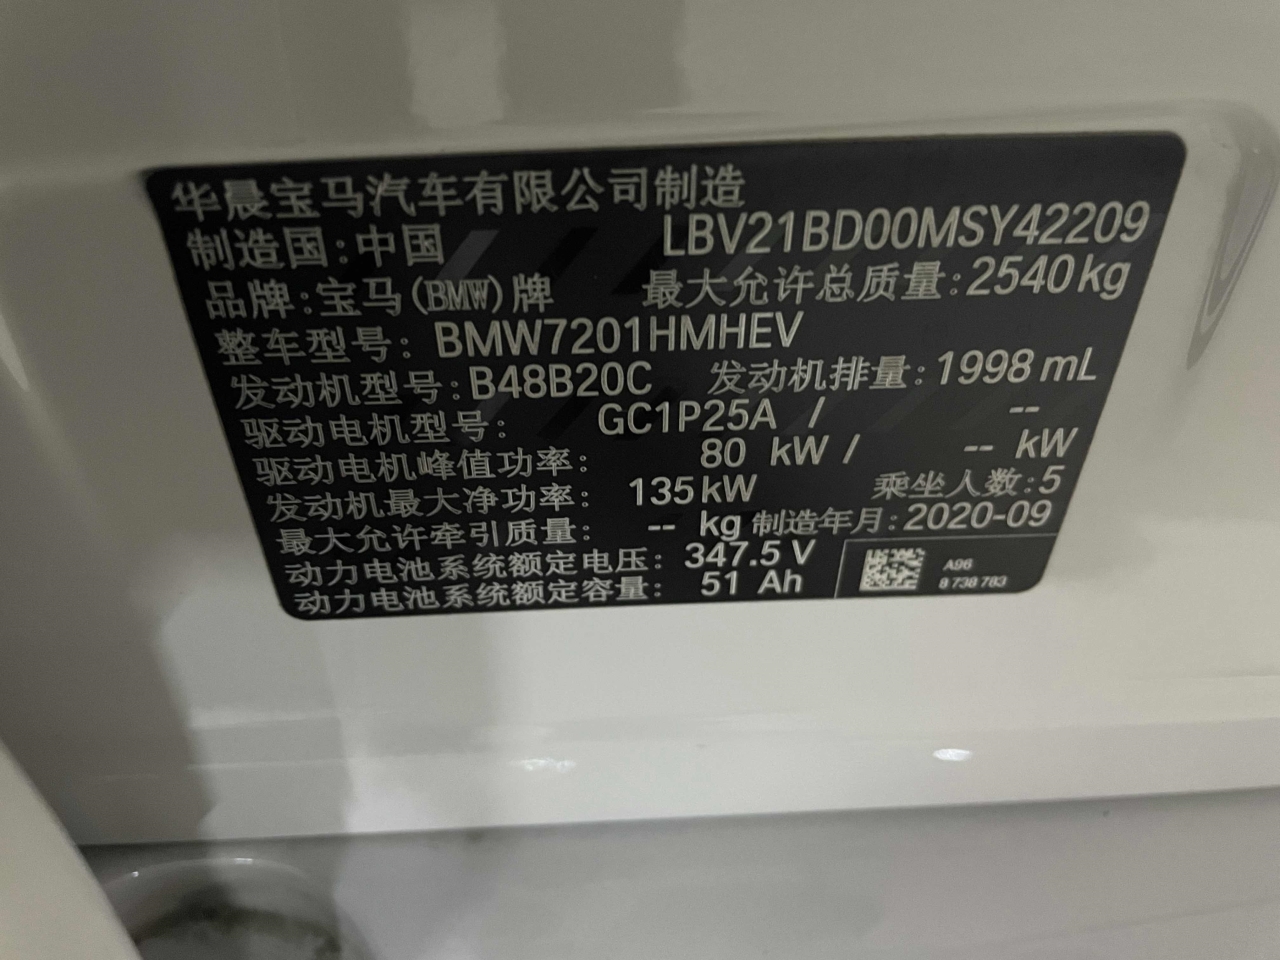 华晨宝马汽车有限公司制造
制造国:中国 LBV21BD00MSY42209
品牌:宝马(BMW)牌 最大允许总质量:2540kg
整车型号: BMW7201HMHEV
发动机型号:B48B20C 发动机排量:1998 mL
驱动电机型号: GC1P25A / --
驱动电机峰值功率: 80 kW / -- kW
发动机最大净功率: 135kW 乘坐人数:5
最大允许牵引质量: -- kg 制造年月:2020-09
动力电池系统额定电压: 347.5 V
动力电池系统额定容量: 51 Ah
A96
8 738 783